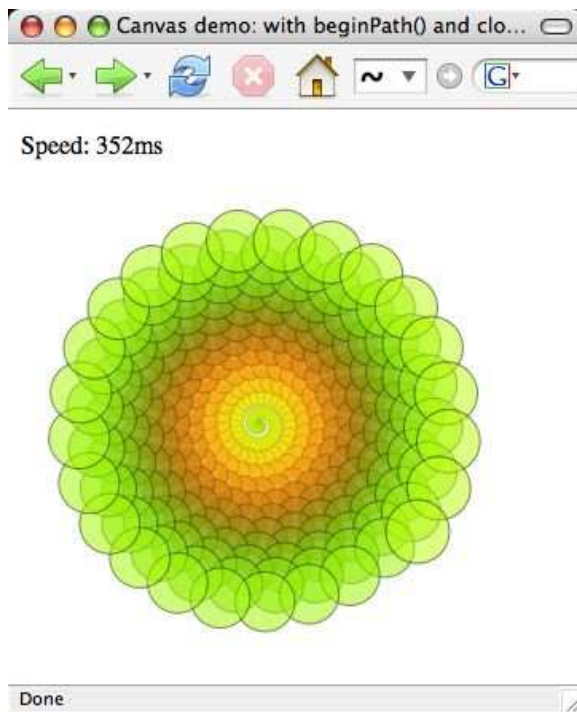 Canvas demo: with beginPath() and clo...
~
G
Speed: 352ms
Done